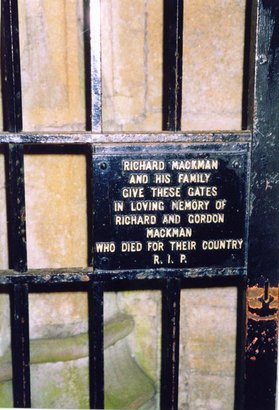 RICHARD MACKMAN
AND HIS FAMILY
GIVE THESE GATES
IN LOVING MEMORY OF
RICHARD AND GORDON
MACKMAN
WHO DIED FOR THEIR COUNTRY
R.I.P.